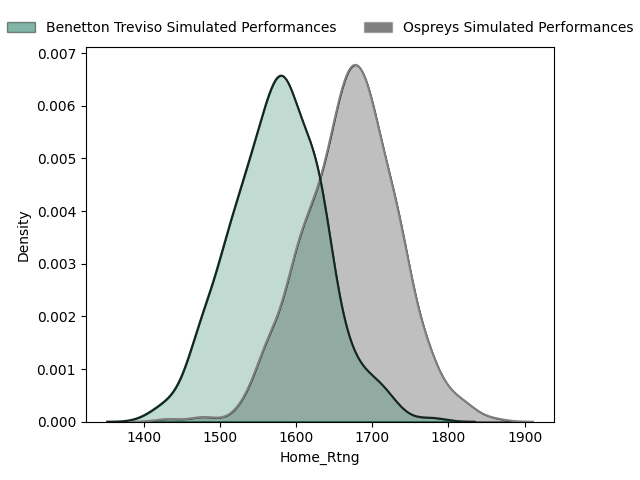 Benetton Treviso Simulated Performances
Ospreys Simulated Performances
0.007
0.006
0.005
0.004
0.003
0.002
0.001
0.000
Density
1400 1500 1600 1700 1800 1900
Home_Rtng